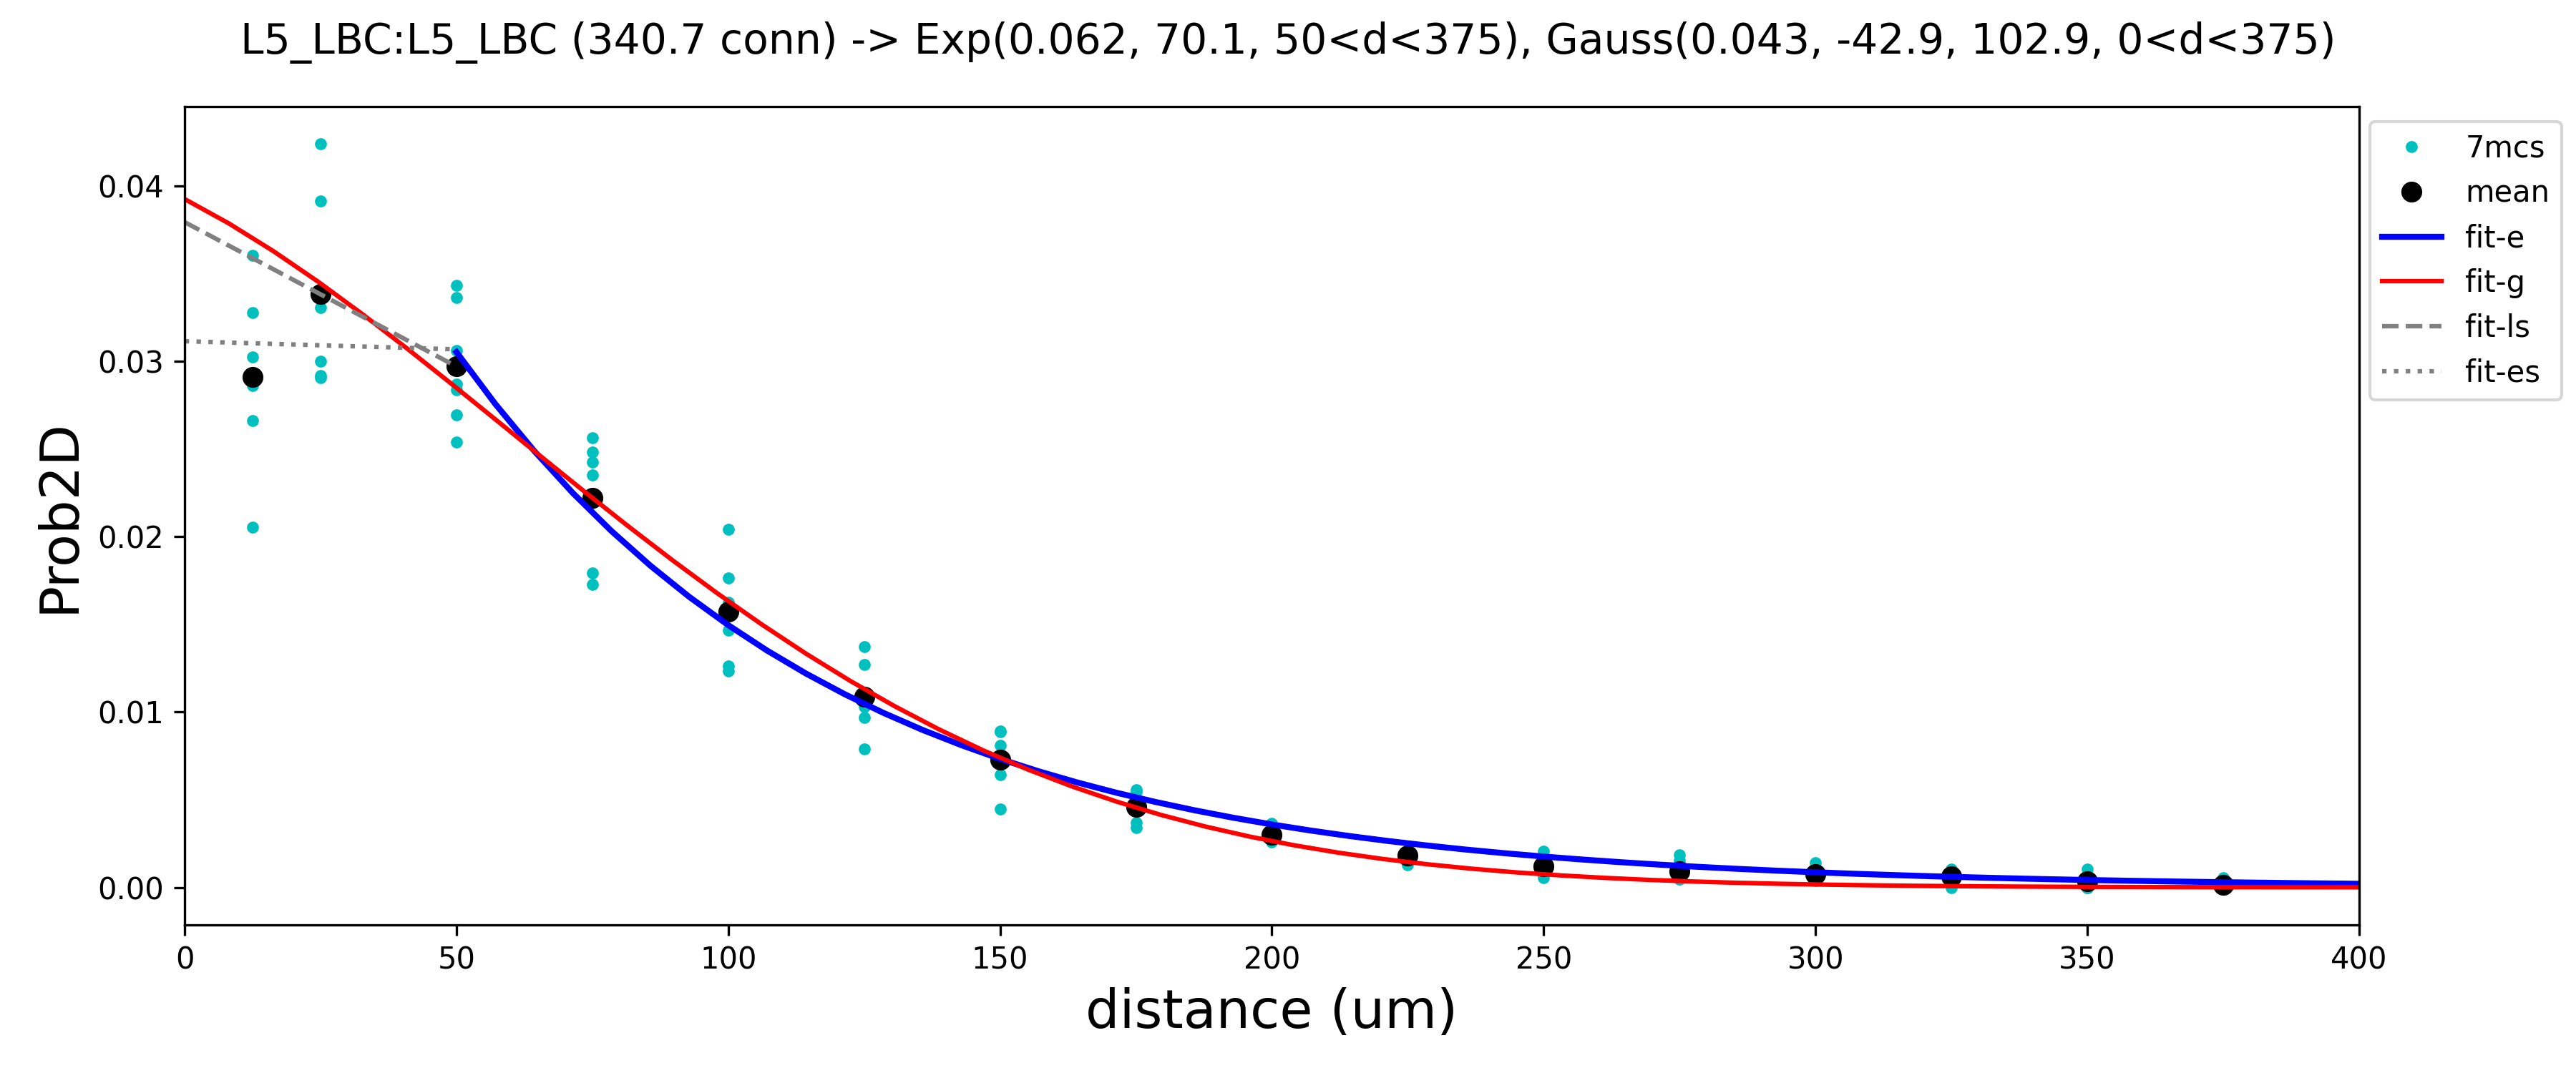 L5_LBC:L5_LBC (340.7 conn) -> Exp(0.062, 70.1, 50<d<375), Gauss(0.043, -42.9, 102.9, 0<d<375)
7mcs
mean
fit-e
fit-g
fit-ls
fit-es
Prob2D
0.04
0.03
0.02
0.01
0.00
0 50 100 150 200 250 300 350 400
distance (um)